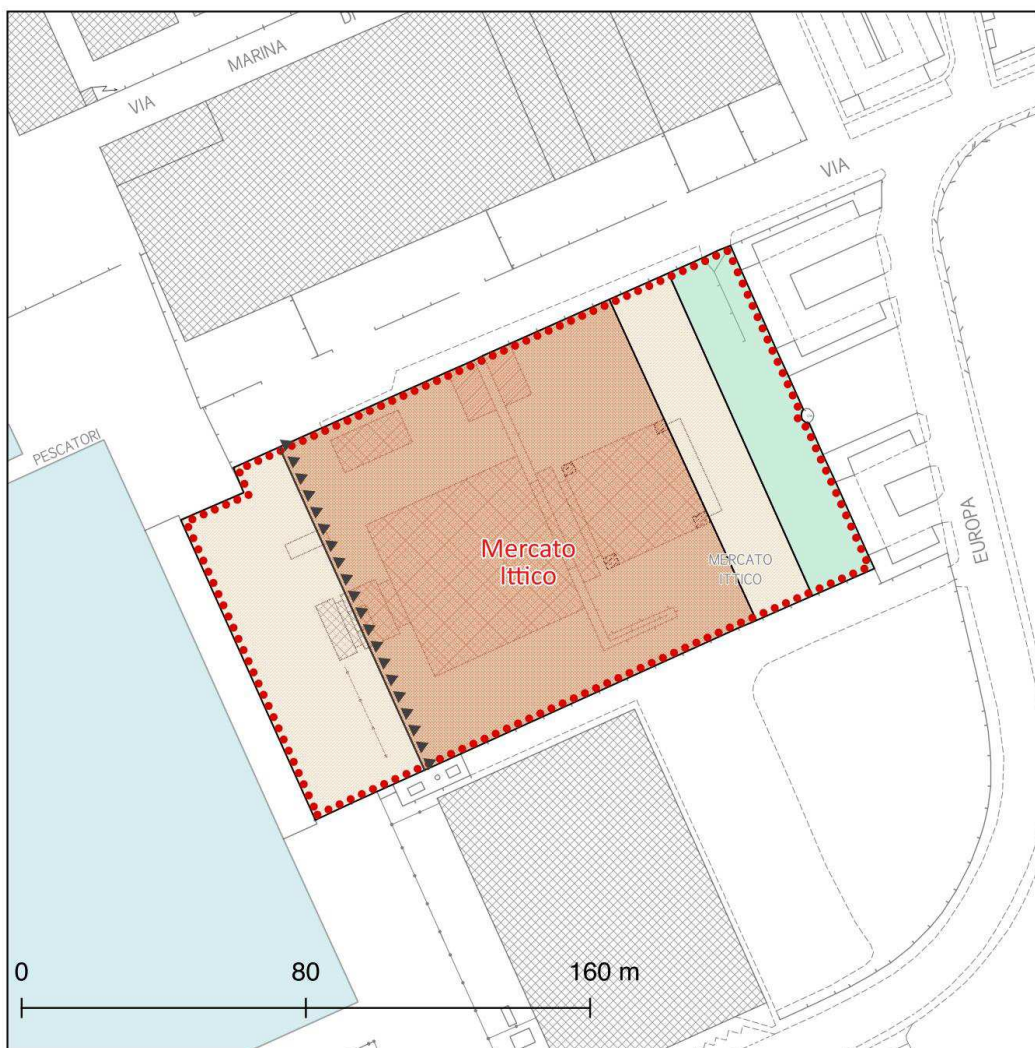 VIA
MARINA
VIA
PESCATORI
Mercato
Ittico
MERCATO
ITTICO
EUROPA
0 80 160 m